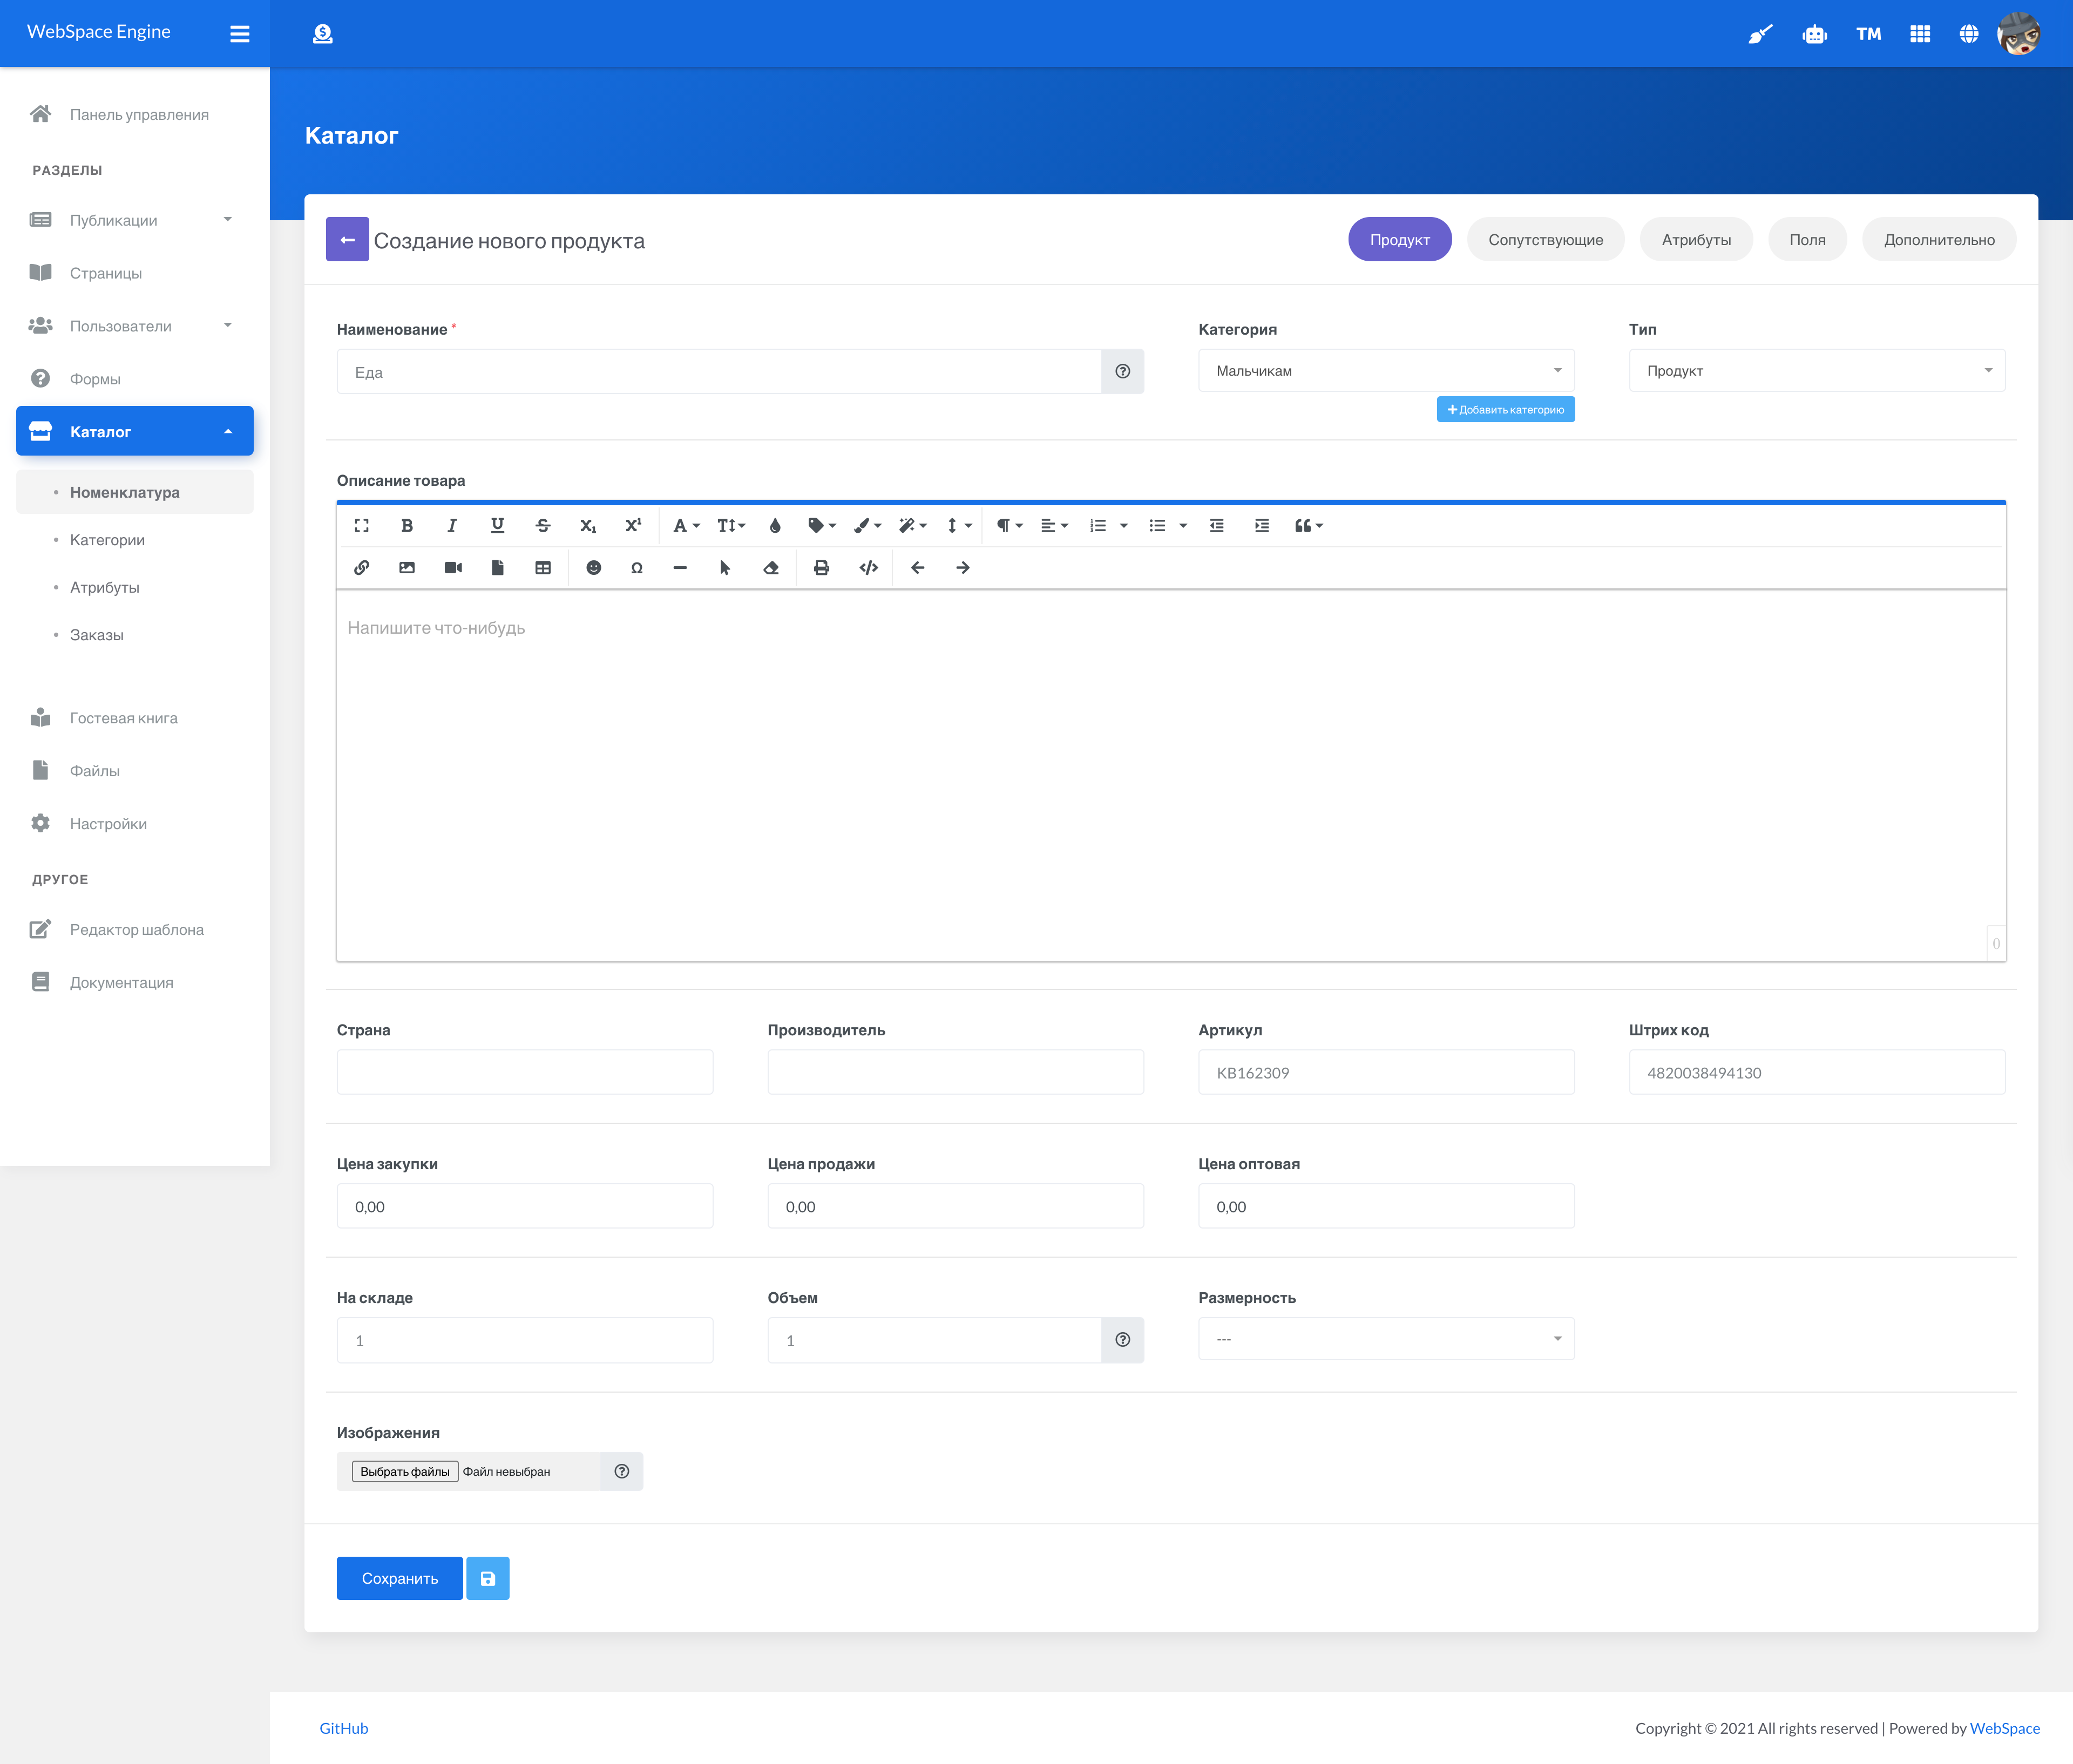 WebSpace Engine
TM
Панель управления
РАЗДЕЛЫ
Публикации
Страницы
Пользователи
Формы
Каталог
Номенклатура
Категории
Атрибуты
Заказы
Гостевая книга
Файлы
Настройки
ДРУГОЕ
Редактор шаблона
Документация
Каталог
Создание нового продукта
Продукт
Сопутствующие
Атрибуты
Поля
Дополнительно
Наименование *
Еда
Категория
Мальчикам
Добавить категорию
Тип
Продукт
Описание товара
Напишите что-нибудь
0
Страна
Производитель
Артикул
KB162309
Штрих код
4820038494130
Цена закупки
0,00
Цена продажи
0,00
Цена оптовая
0,00
На складе
1
Объем
1
Размерность
---
Изображения
Выбрать файлы Файл невыбран
Сохранить
GitHub
Copyright © 2021 All rights reserved | Powered by WebSpace